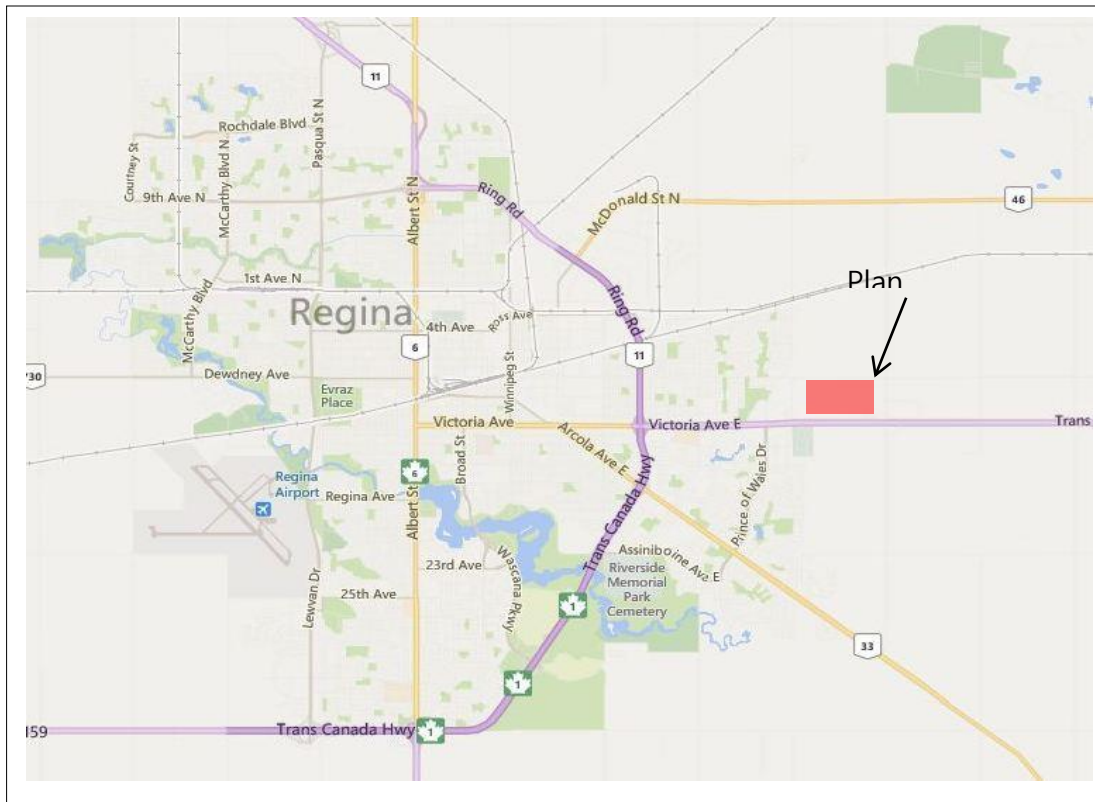 11
Rochdale Blvd
Pasqua St N
Courtney St
McCarthy Blvd N
9th Ave N
Albert St N
Ring Rd
McDonald St N
46
1st Ave N
Plan
Regina
McCarthy Blvd
4th Ave
Ross Ave
Ring Rd
6
11
730
Dewdney Ave
Winnipeg St
Evraz
Place
Victoria Ave
Victoria Ave E
Trans
Arcola Ave E
Broad St
6
Regina
Airport
Regina Ave
Albert St
Prince of Wales Dr
Trans Canada Hwy
23rd Ave
Wascana Pkwy
Assiniboine Ave E
Riverside
Memorial
Park
Cemetery
25th Ave
Lewvan Dr
1
33
1
159
Trans Canada Hwy
1